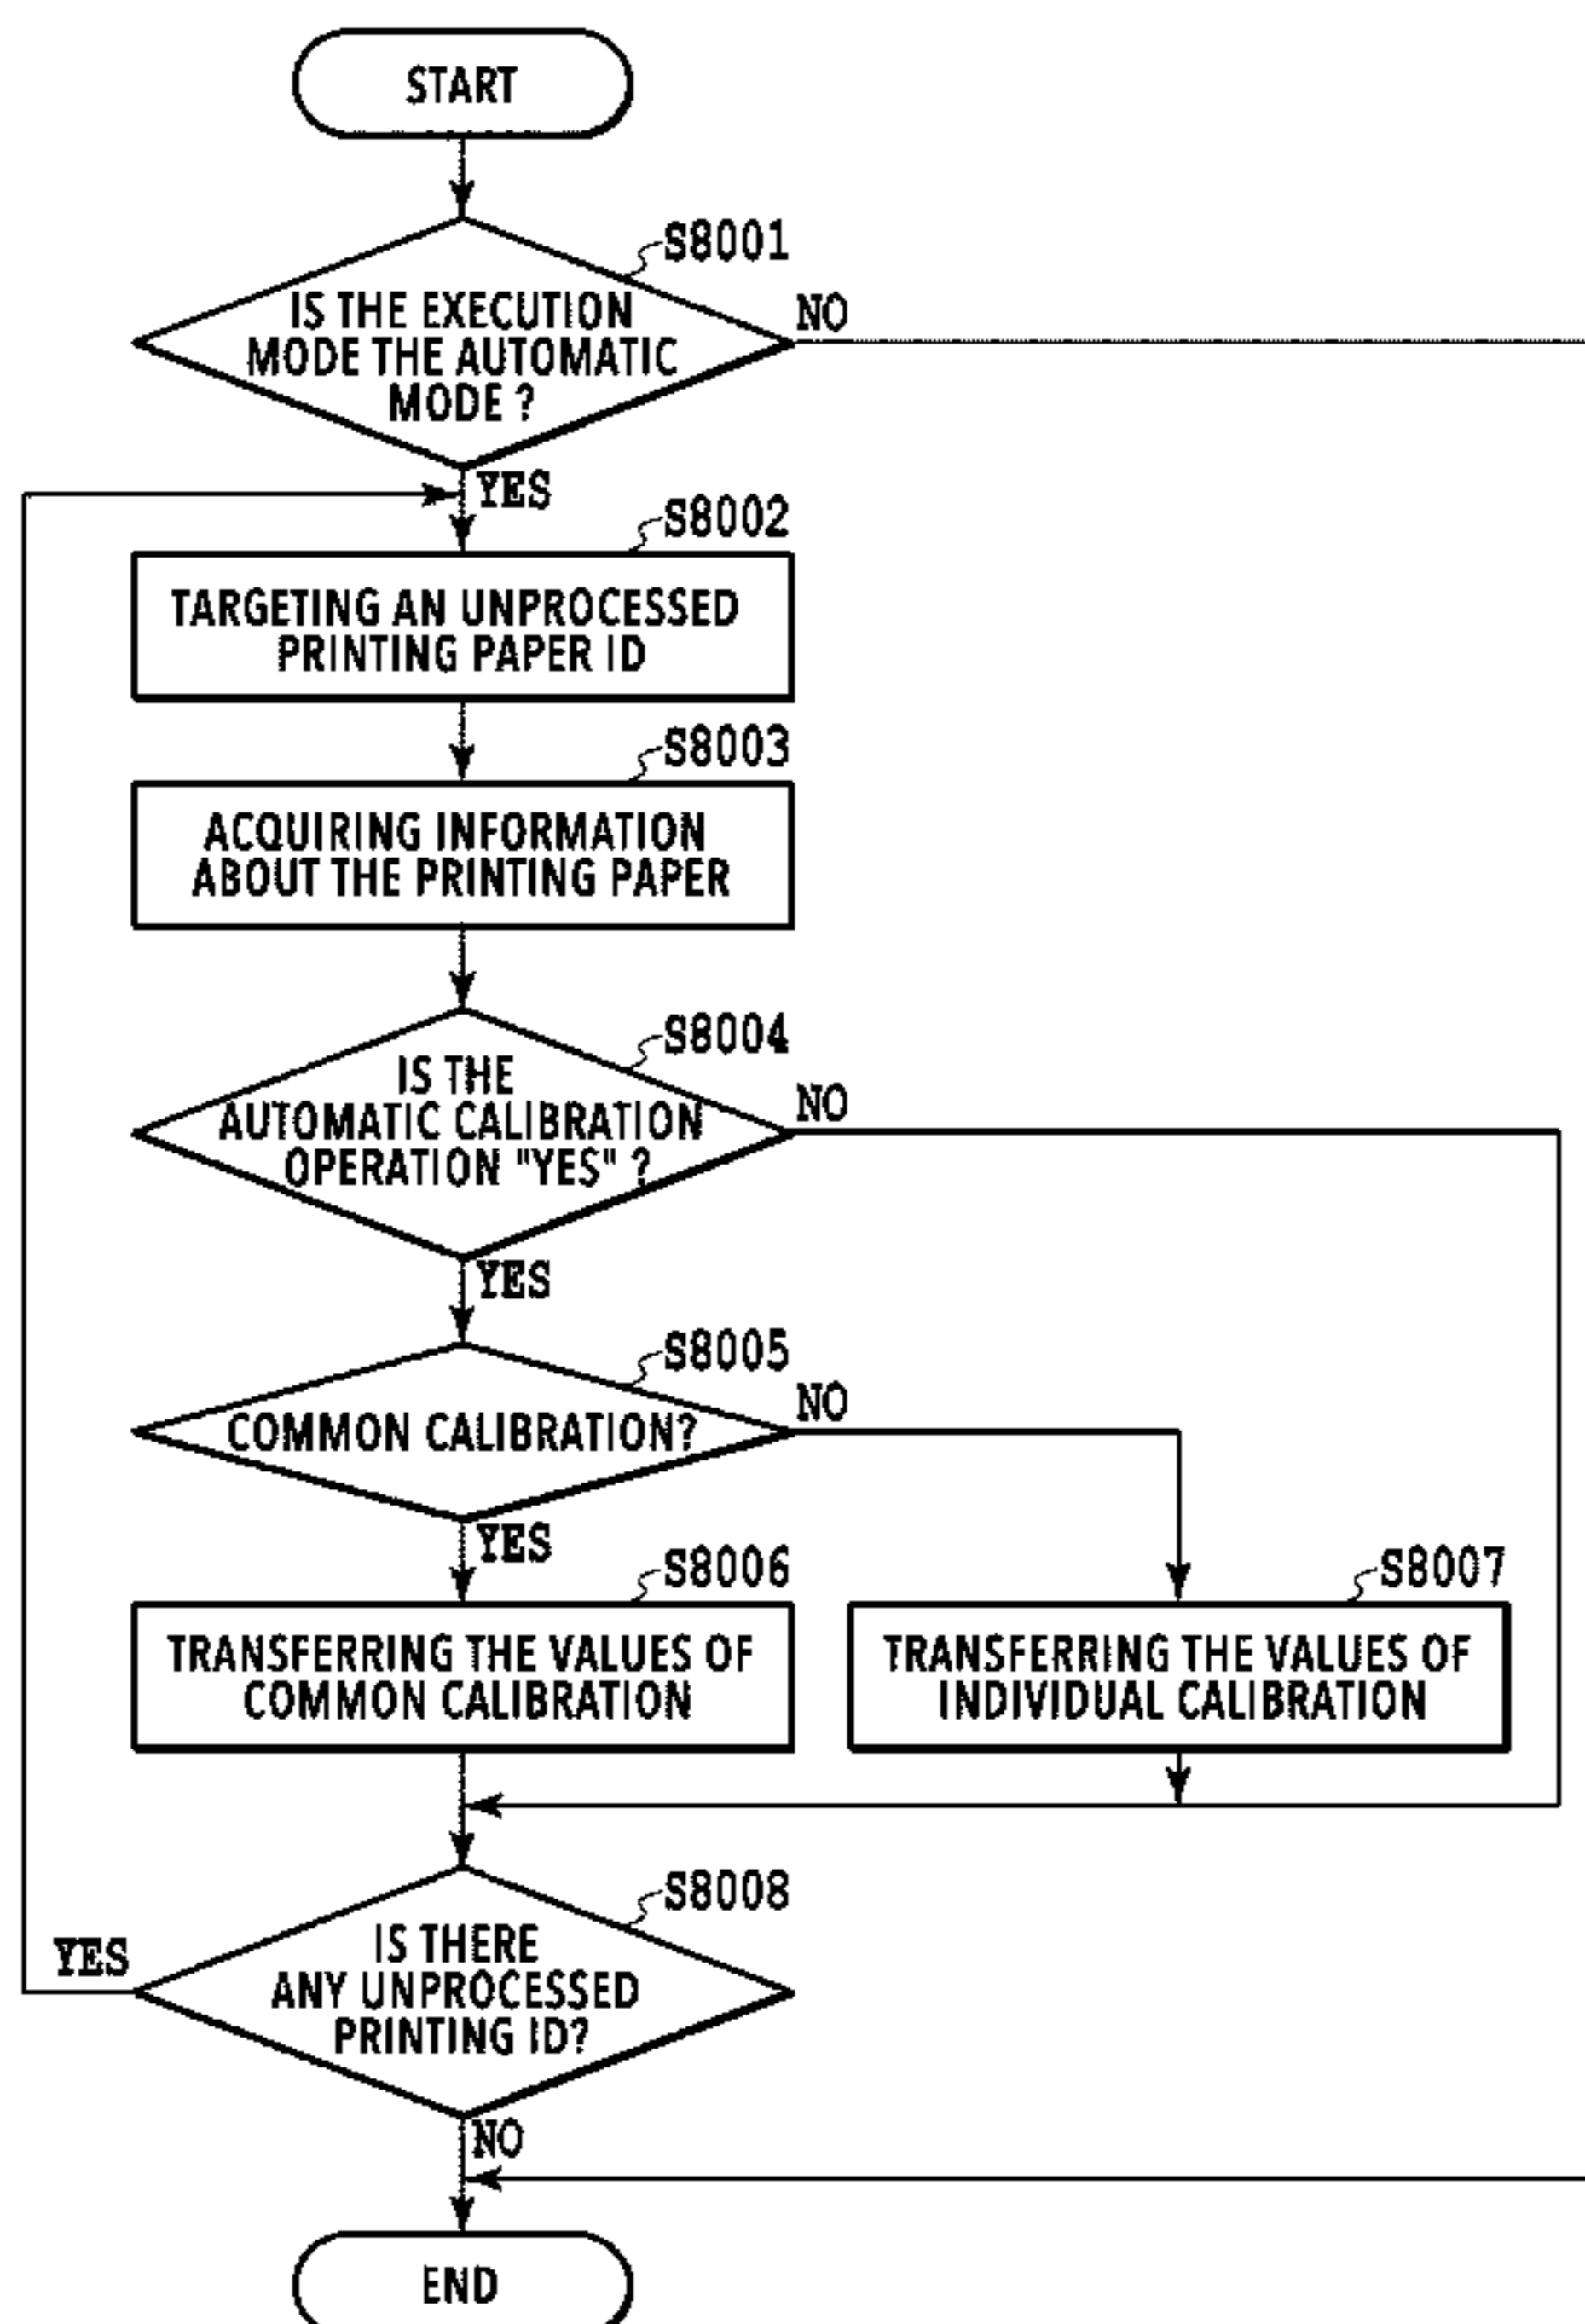 START
S8001
IS THE EXECUTION
MODE THE AUTOMATIC
MODE ?
NO
YES
S8002
TARGETING AN UNPROCESSED
PRINTING PAPER ID
S8003
ACQUIRING INFORMATION
ABOUT THE PRINTING PAPER
S8004
IS THE
AUTOMATIC CALIBRATION
OPERATION "YES" ?
NO
YES
S8005
COMMON CALIBRATION?
NO
YES
S8006
TRANSFERRING THE VALUES OF
COMMON CALIBRATION
S8007
TRANSFERRING THE VALUES OF
INDIVIDUAL CALIBRATION
S8008
IS THERE
ANY UNPROCESSED
PRINTING ID?
YES
NO
END